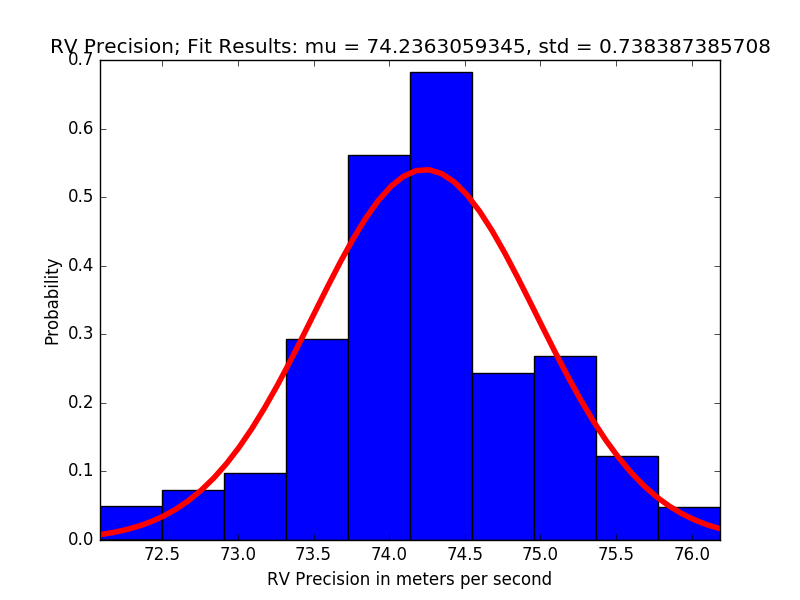 RV Precision; Fit Results: mu = 74.2363059345, std = 0.738387385708
0.7
0.6
0.5
0.4
0.3
0.2
0.1
0.0
Probability
72.5 73.0 73.5 74.0 74.5 75.0 75.5 76.0
RV Precision in meters per second